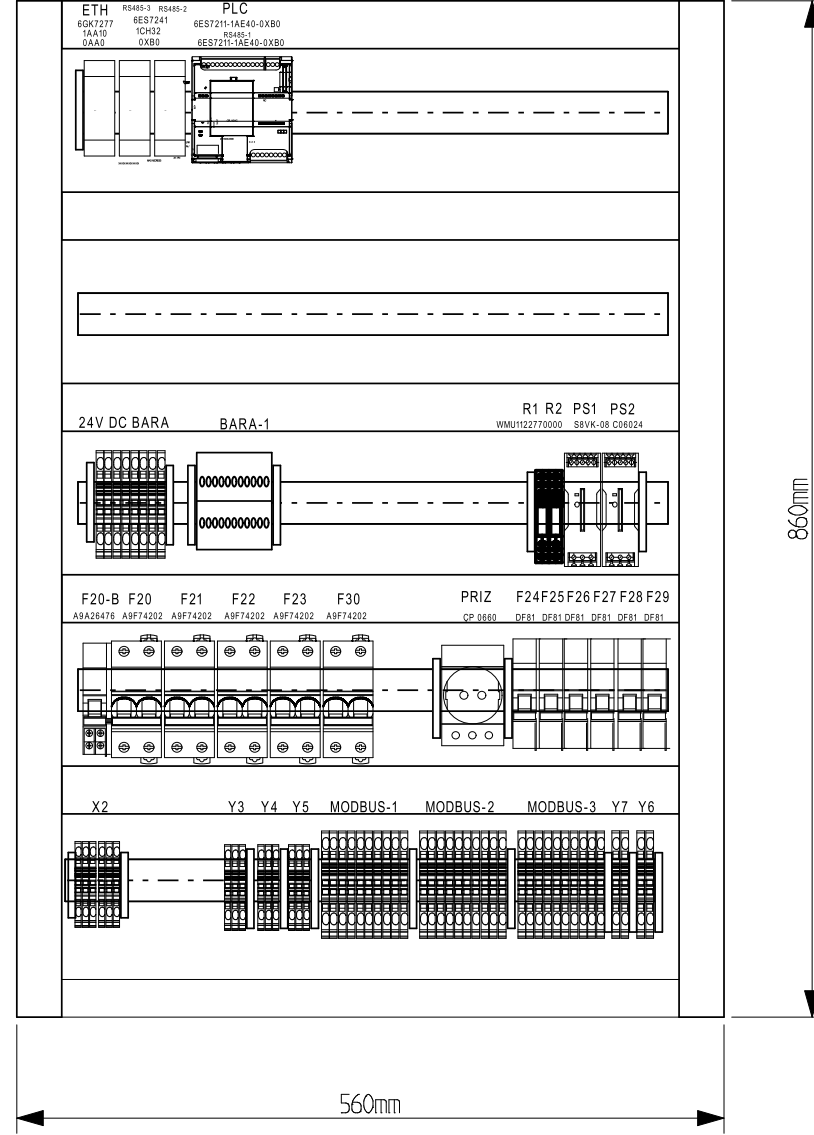 ETH RS485-3 RS485-2 PLC
6GK7277 6ES7241 6ES7211-1AE40-0XB0
1AA10 1CH32 RS485-1
0AA0 0XB0 6ES7211-1AE40-0XB0
R1 R2 PS1 PS2
24V DC BARA BARA-1 WMU1122770000 S8VK-08 C06024
860mm
F20-B F20 F21 F22 F23 F30 PRIZ F24 F25 F26 F27 F28 F29
A9A26476 A9F74202 A9F74202 A9F74202 A9F74202 A9F74202 ÇP 0660 DF81 DF81 DF81 DF81 DF81 DF81
X2 Y3 Y4 Y5 MODBUS-1 MODBUS-2 MODBUS-3 Y7 Y6
560mm